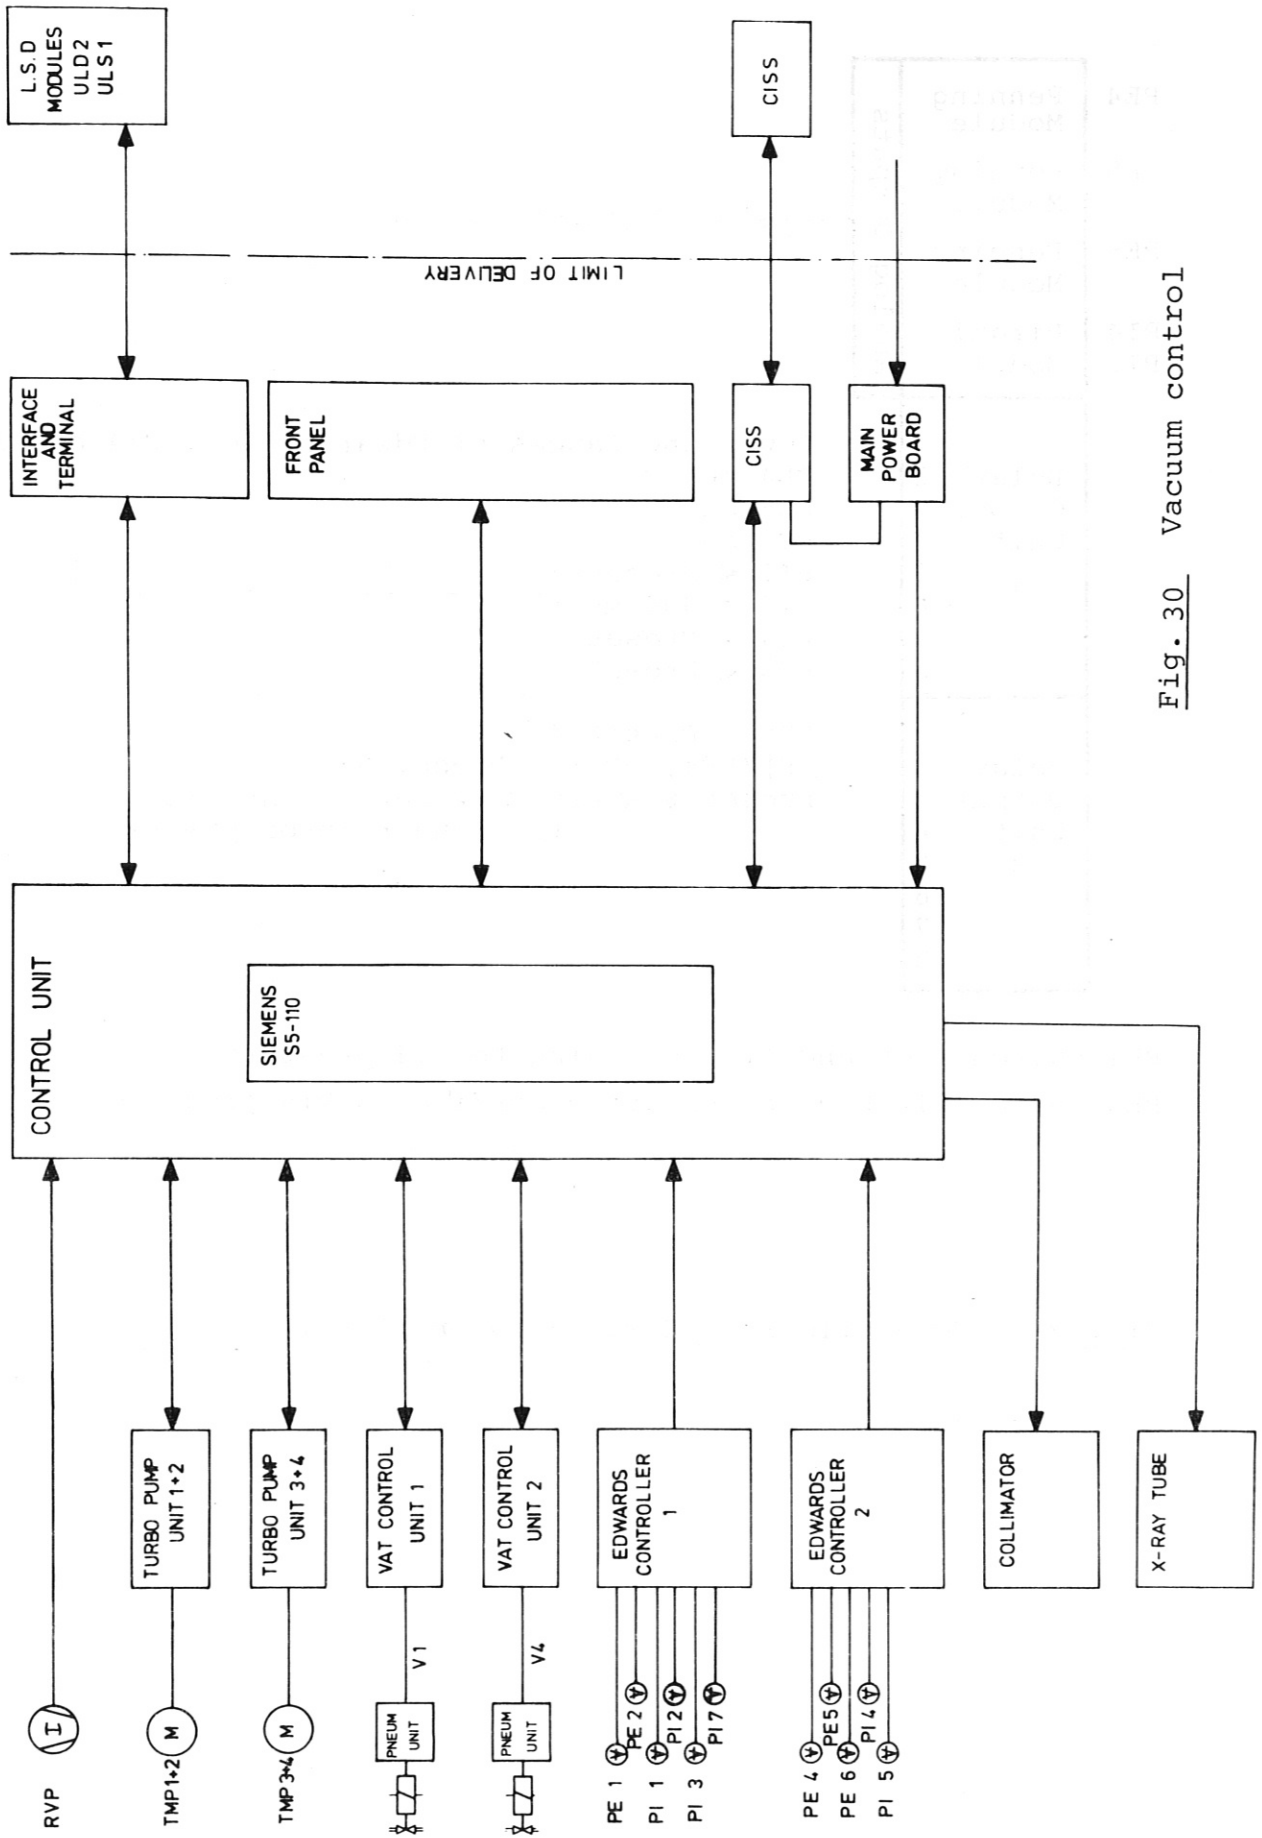 L.S.D
MODULES
ULD2
ULS1
CISS
LIMIT OF DELIVERY
INTERFACE
AND
TERMINAL
FRONT
PANEL
CISS
MAIN
POWER
BOARD
CONTROL UNIT
SIEMENS
S5-110
TURBO PUMP
UNIT 1+2
TURBO PUMP
UNIT 3+4
VAT CONTROL
UNIT 1
VAT CONTROL
UNIT 2
EDWARDS
CONTROLLER
1
EDWARDS
CONTROLLER
2
COLLIMATOR
X-RAY TUBE
V1
V4
I
M
M
PNEUM
UNIT
PNEUM
UNIT
RVP
TMP1+2
TMP3+4
PE 1
PE 2
PI 1
PI 2
PI 3
PI 7
PE 4
PE 5
PE 6
PI 4
PI 5
Fig. 30 Vacuum control